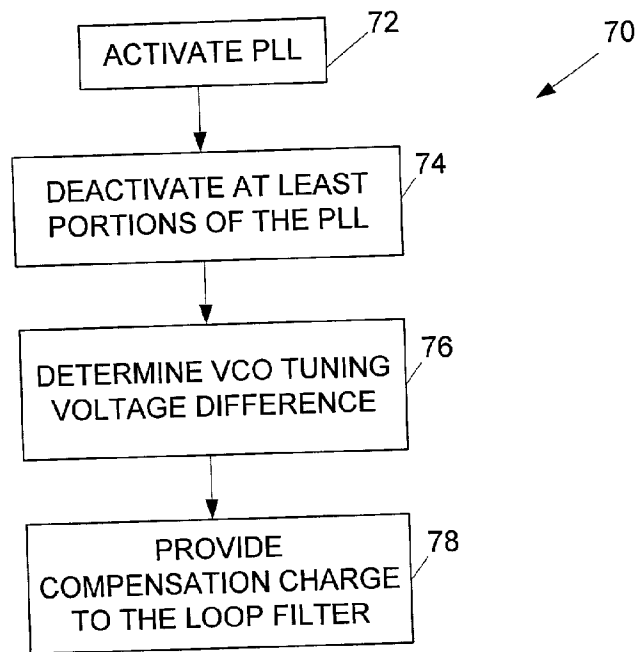 ACTIVATE PLL
72
70
DEACTIVATE AT LEAST
PORTIONS OF THE PLL
74
DETERMINE VCO TUNING
VOLTAGE DIFFERENCE
76
PROVIDE
COMPENSATION CHARGE
TO THE LOOP FILTER
78